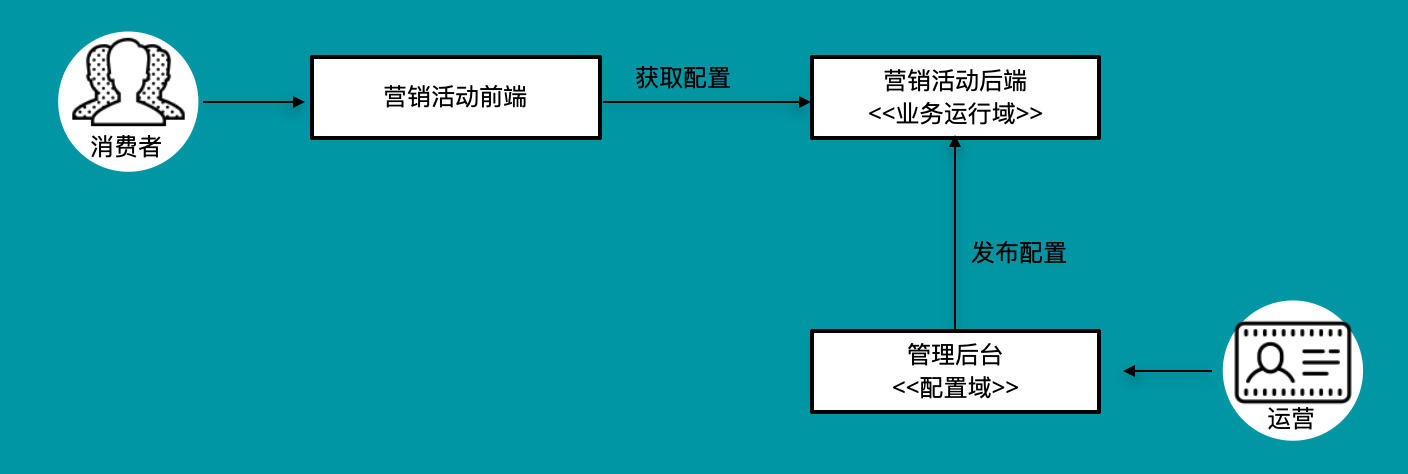 消费者
营销活动前端
获取配置
营销活动后端
<<业务运行域>>
发布配置
管理后台
<<配置域>>
运营